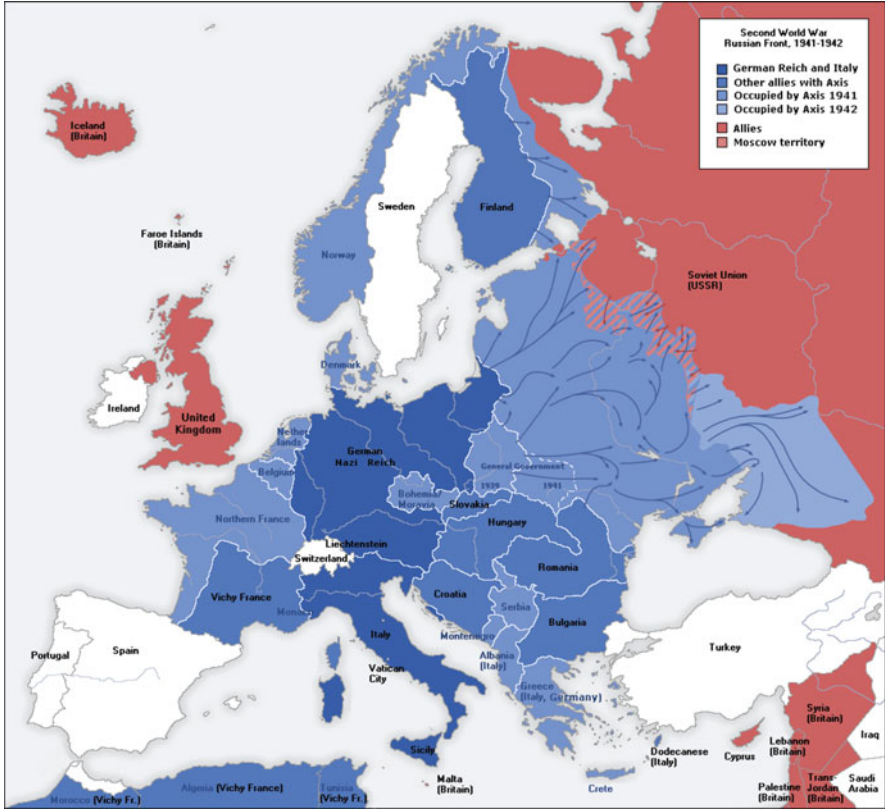 Second World War
Russian Front, 1941-1942
German Reich and Italy
Other allies with Axis
Occupied by Axis 1941
Occupied by Axis 1942
Allies
Moscow territory
Iceland
(Britain)
Faroe Islands
(Britain)
Sweden
Finland
Norway
Soviet Union
(USSR)
Denmark
Ireland
United
Kingdom
Nether
lands
Belgium
German
Nazi Reich
General Government
1939
1941
Bohemia/
Moravia
Slovakia
Northern France
Hungary
Liechtenstein
Switzerland
Romania
Vichy France
Croatia
Serbia
Monaco
Bulgaria
Italy
Montenegro
Portugal
Spain
Albania
(Italy)
Turkey
Vatican
City
Greece
(Italy, Germany)
Syria
(Britain)
Sicily
Dodecanese
(Italy)
Cyprus
Lebanon
(Britain)
Iraq
Malta
(Britain)
Crete
Palestine
(Britain)
Trans-
Jordan
(Britain)
Saudi
Arabia
Morocco (Vichy Fr.)
Algeria (Vichy France)
Tunisia
(Vichy Fr.)